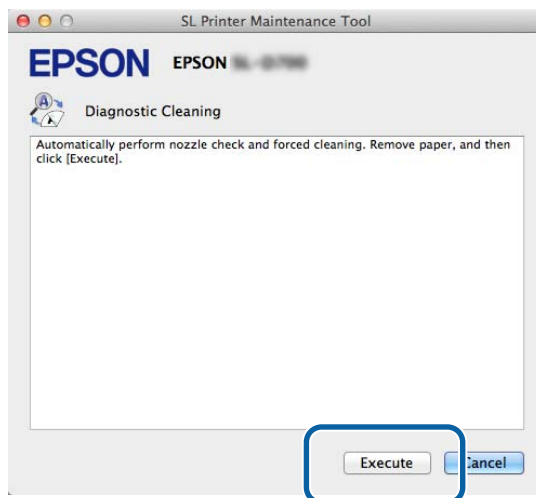 SL Printer Maintenance Tool
EPSON EPSON
A
Diagnostic Cleaning
Automatically perform nozzle check and forced cleaning. Remove paper, and then
click [Execute].
Execute Cancel